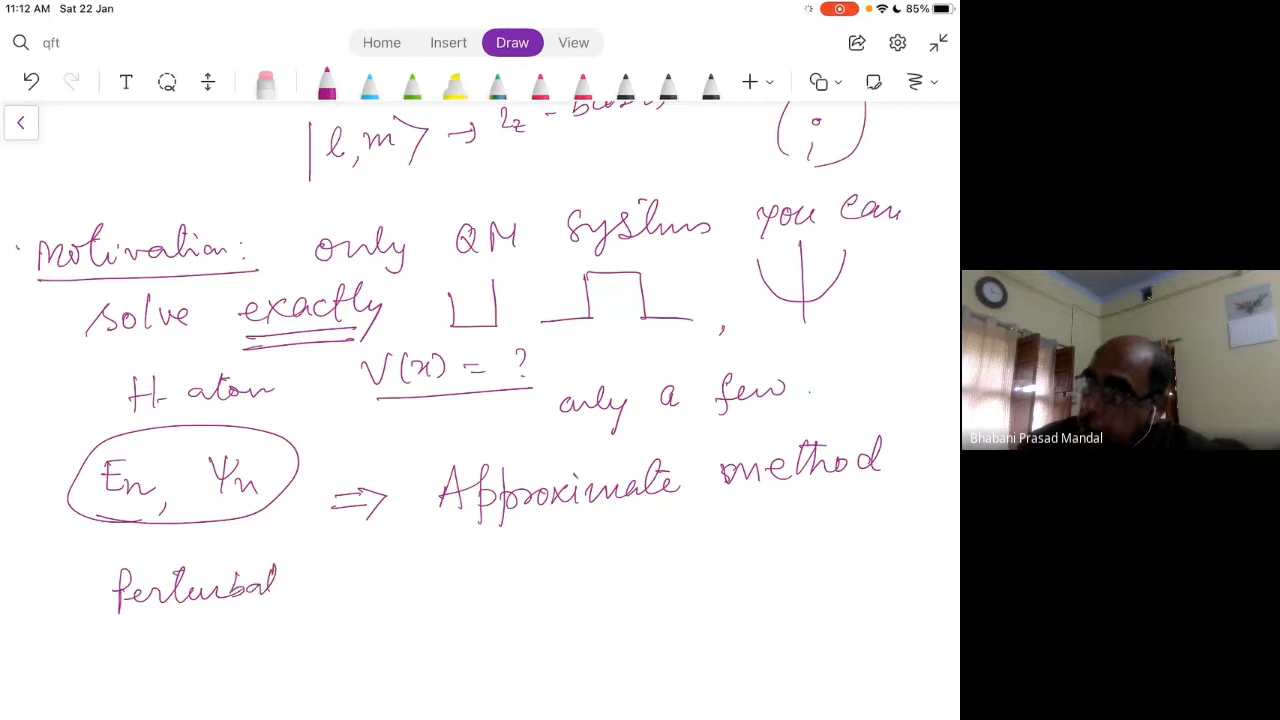 11:12 AM Sat 22 Jan
85%
qft
Home Insert Draw View
|l, m⟩ →
Motivation: only QM systems you can
solve exactly ,
V(x) = ?
H-atom
only a few.
En, Ψn ⇒ Approximate method
Perturbat
Bhabani Prasad Mandal